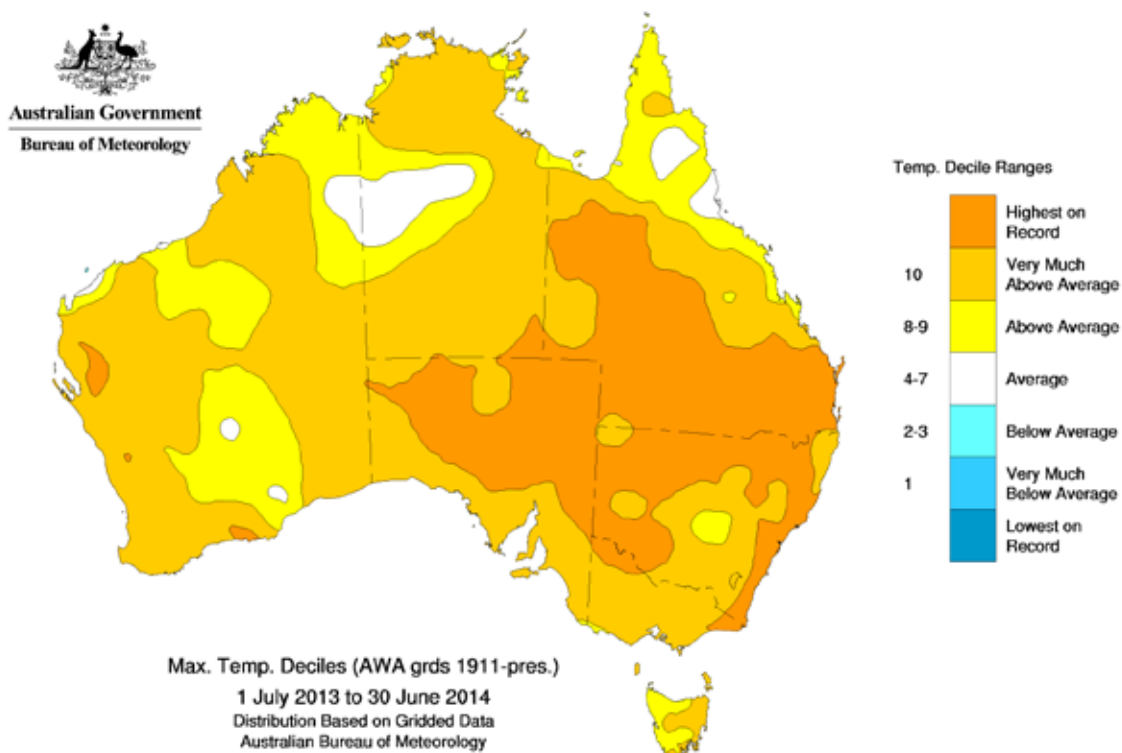 Australian Government
Bureau of Meteorology
Temp. Decile Ranges
Highest on
Record
10
Very Much
Above Average
8-9
Above Average
4-7
Average
2-3
Below Average
1
Very Much
Below Average
Lowest on
Record
Max. Temp. Deciles (AWA grds 1911-pres.)
1 July 2013 to 30 June 2014
Distribution Based on Gridded Data
Australian Bureau of Meteorology